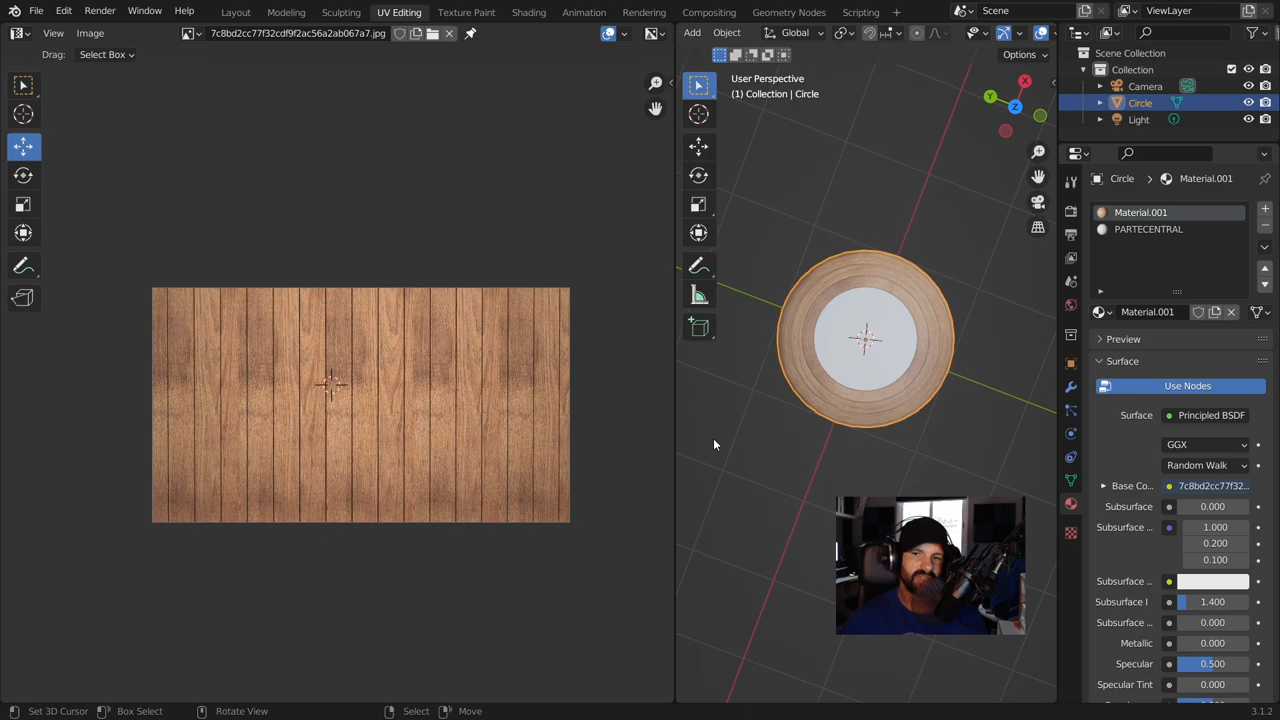 File Edit Render Window Help Layout Modeling Sculpting UV Editing Texture Paint Shading Animation Rendering Compositing Geometry Nodes Scripting Scene ViewLayer
View Image 7c8bd2cc77f32cdf9f2ac56a2ab067a7.jpg Add Object Global
Drag: Select Box Options
User Perspective
(1) Collection | Circle
X
Y
Z
Scene Collection
Collection
Camera
Circle
Light
Circle > Material.001
Material.001
PARTECENTRAL
Material.001
Preview
Surface
Use Nodes
Surface Principled BSDF
GGX
Random Walk
Base Co... 7c8bd2cc77f32...
Subsurface 0.000
Subsurface ... 1.000
0.200
0.100
Subsurface ...
Subsurface I 1.400
Subsurface ... 0.000
Metallic 0.000
Specular 0.500
Specular Tint 0.000
Set 3D Cursor Box Select Rotate View Select Move 3.1.2